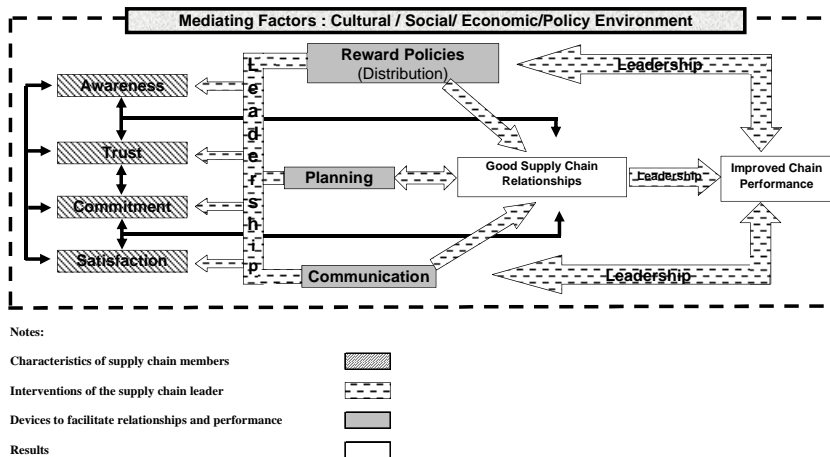 Mediating Factors : Cultural / Social/ Economic/Policy Environment
Reward Policies
(Distribution)
Leadership
Leadership
Awareness
Trust
Commitment
Satisfaction
Planning
Communication
Good Supply Chain
Relationships
Leadership
Improved Chain
Performance
Leadership
Notes:
Characteristics of supply chain members
Interventions of the supply chain leader
Devices to facilitate relationships and performance
Results